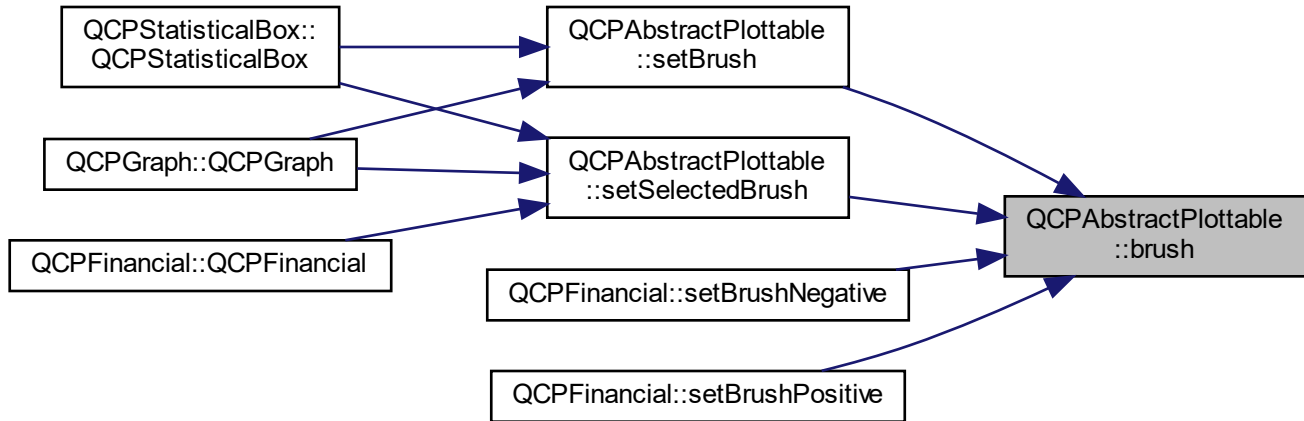 QCPStatisticalBox::
QCPStatisticalBox
QCPAbstractPlottable
::setBrush
QCPGraph::QCPGraph
QCPAbstractPlottable
::setSelectedBrush
QCPAbstractPlottable
::brush
QCPFinancial::QCPFinancial
QCPFinancial::setBrushNegative
QCPFinancial::setBrushPositive